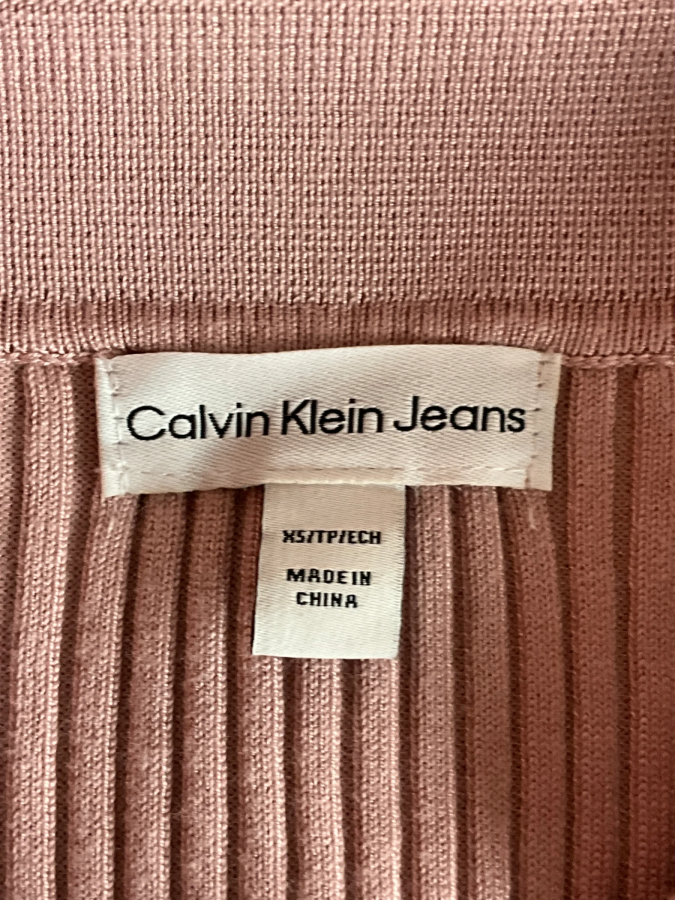 Calvin Klein Jeans
XS/TP/ECH
MADE IN
CHINA